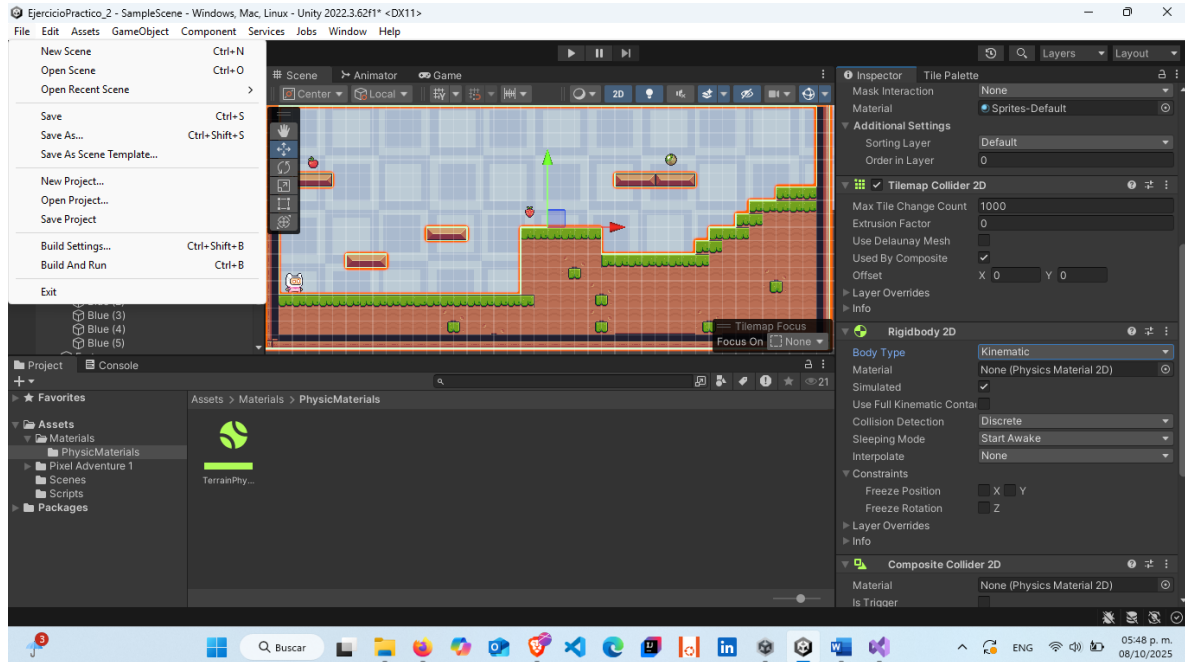 EjercicioPractico_2 - SampleScene - Windows, Mac, Linux - Unity 2022.3.62f1* <DX11>
File Edit Assets GameObject Component Services Jobs Window Help
New Scene Ctrl+N
Open Scene Ctrl+O
Open Recent Scene
Save Ctrl+S
Save As... Ctrl+Shift+S
Save As Scene Template...
New Project...
Open Project...
Save Project
Build Settings... Ctrl+Shift+B
Build And Run Ctrl+B
Exit
Blue (3)
Blue (4)
Blue (5)
Layers Layout
Scene Animator Game
Center Local 2D
Tilemap Focus
Focus On None
Inspector Tile Palette
Mask Interaction None
Material Sprites-Default
Additional Settings
Sorting Layer Default
Order in Layer 0
Tilemap Collider 2D
Max Tile Change Count 1000
Extrusion Factor 0
Use Delaunay Mesh
Used By Composite
Offset X 0 Y 0
Layer Overrides
Info
Rigidbody 2D
Body Type Kinematic
Material None (Physics Material 2D)
Simulated
Use Full Kinematic Conta
Collision Detection Discrete
Sleeping Mode Start Awake
Interpolate None
Constraints
Freeze Position X Y
Freeze Rotation Z
Layer Overrides
Info
Composite Collider 2D
Material None (Physics Material 2D)
Is Trigger
Project Console
21
Favorites
Assets
Materials
PhysicMaterials
Pixel Adventure 1
Scenes
Scripts
Packages
Assets > Materials > PhysicMaterials
TerrainPhy...
3
Buscar
ENG
05:48 p. m.
08/10/2025